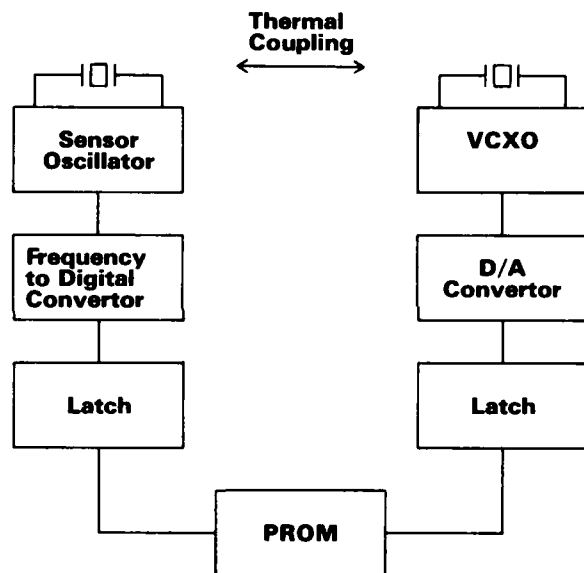 Thermal
Coupling
Sensor
Oscillator
VCXO
Frequency
to Digital
Convertor
D/A
Convertor
Latch
Latch
PROM